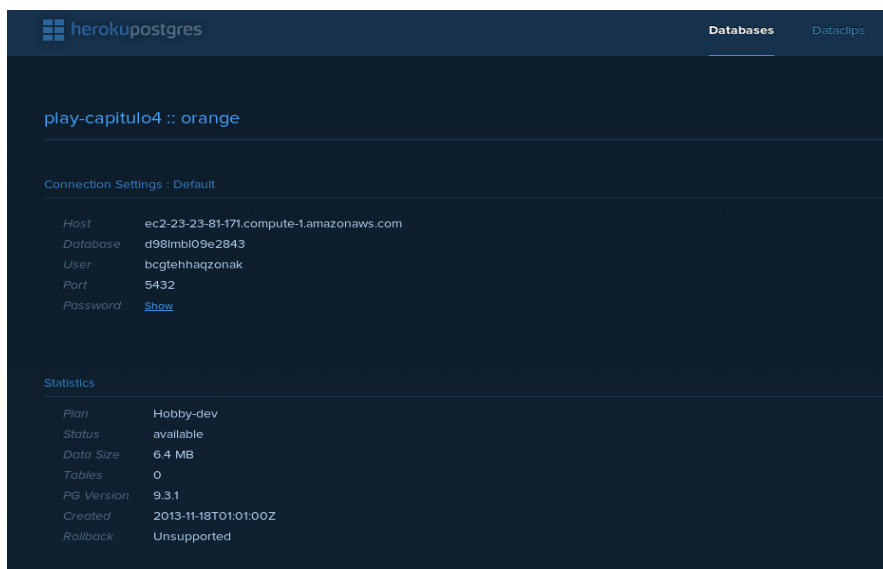 herokupostgres Databases Dataclips
play-capitulo4 :: orange
Connection Settings : Default
Host ec2-23-23-81-171.compute-1.amazonaws.com
Database d98lmbl09e2843
User bcgtehhaqzonak
Port 5432
Password Show
Statistics
Plan Hobby-dev
Status available
Data Size 6.4 MB
Tables 0
PG Version 9.3.1
Created 2013-11-18T01:01:00Z
Rollback Unsupported